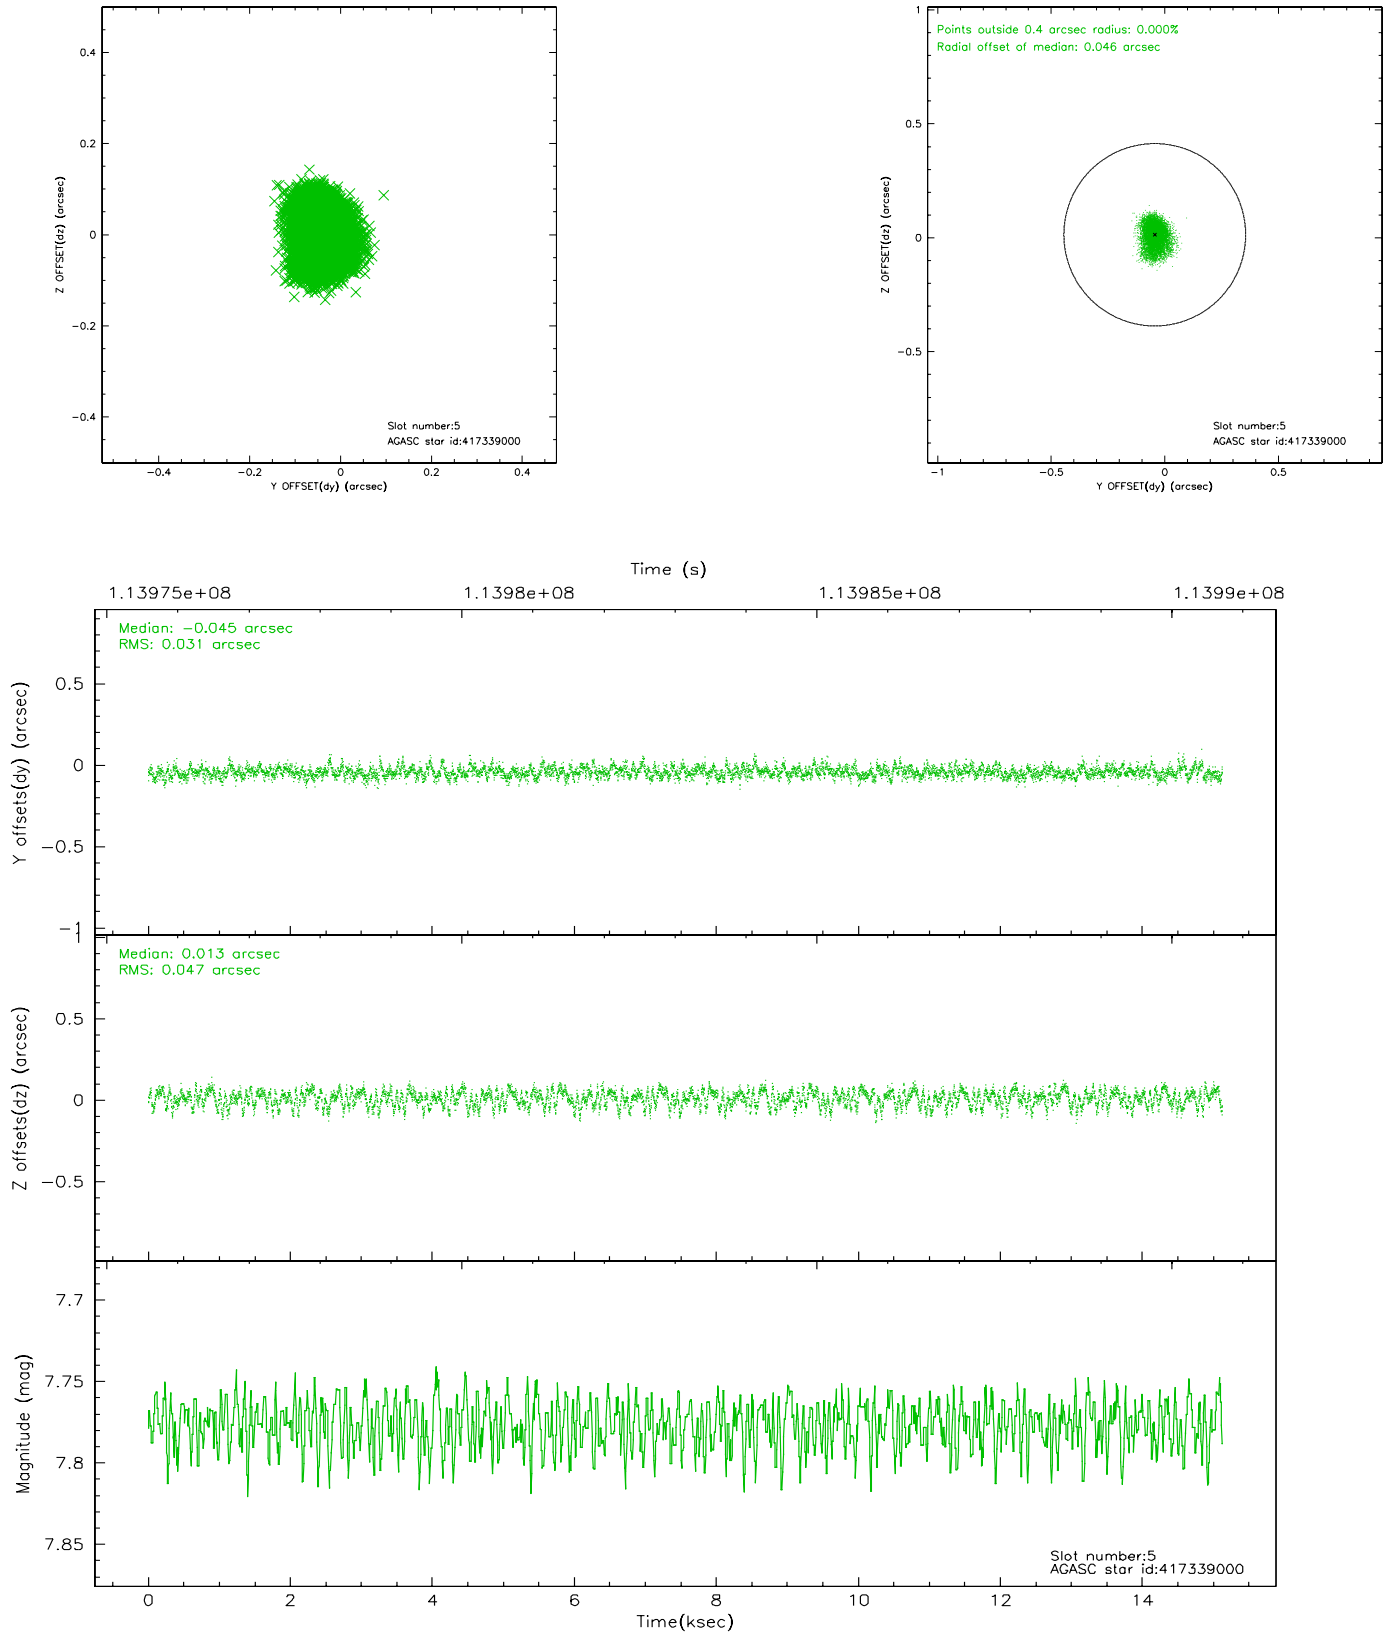 0.4
0.2
0
−0.2
−0.4
Z OFFSET(dz) (arcsec)
Slot number:5
AGASC star id:417339000
−0.4 −0.2 0 0.2 0.4
Y OFFSET(dy) (arcsec)
Points outside 0.4 arcsec radius: 0.000%
Radial offset of median: 0.046 arcsec
1
0.5
0
−0.5
Z OFFSET(dz) (arcsec)
Slot number:5
AGASC star id:417339000
−1 −0.5 0 0.5
Y OFFSET(dy) (arcsec)
Time (s)
1.13975e+08 1.1398e+08 1.13985e+08 1.1399e+08
Median: −0.045 arcsec
RMS: 0.031 arcsec
0.5
0
−0.5
−1
Y offsets(dy) (arcsec)
Median: 0.013 arcsec
RMS: 0.047 arcsec
1
0.5
0
−0.5
Z offsets(dz) (arcsec)
7.7
7.75
7.8
7.85
Magnitude (mag)
Slot number:5
AGASC star id:417339000
0 2 4 6 8 10 12 14
Time(ksec)